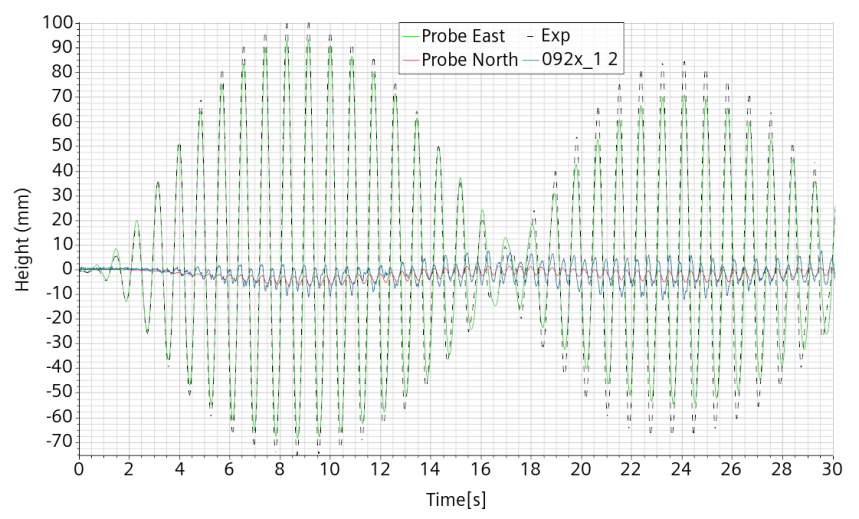 100
90
80
70
60
50
40
30
20
10
0
-10
-20
-30
-40
-50
-60
-70
Height (mm)
Probe East
Exp
Probe North
092x_1 2
0 2 4 6 8 10 12 14 16 18 20 22 24 26 28 30
Time[s]